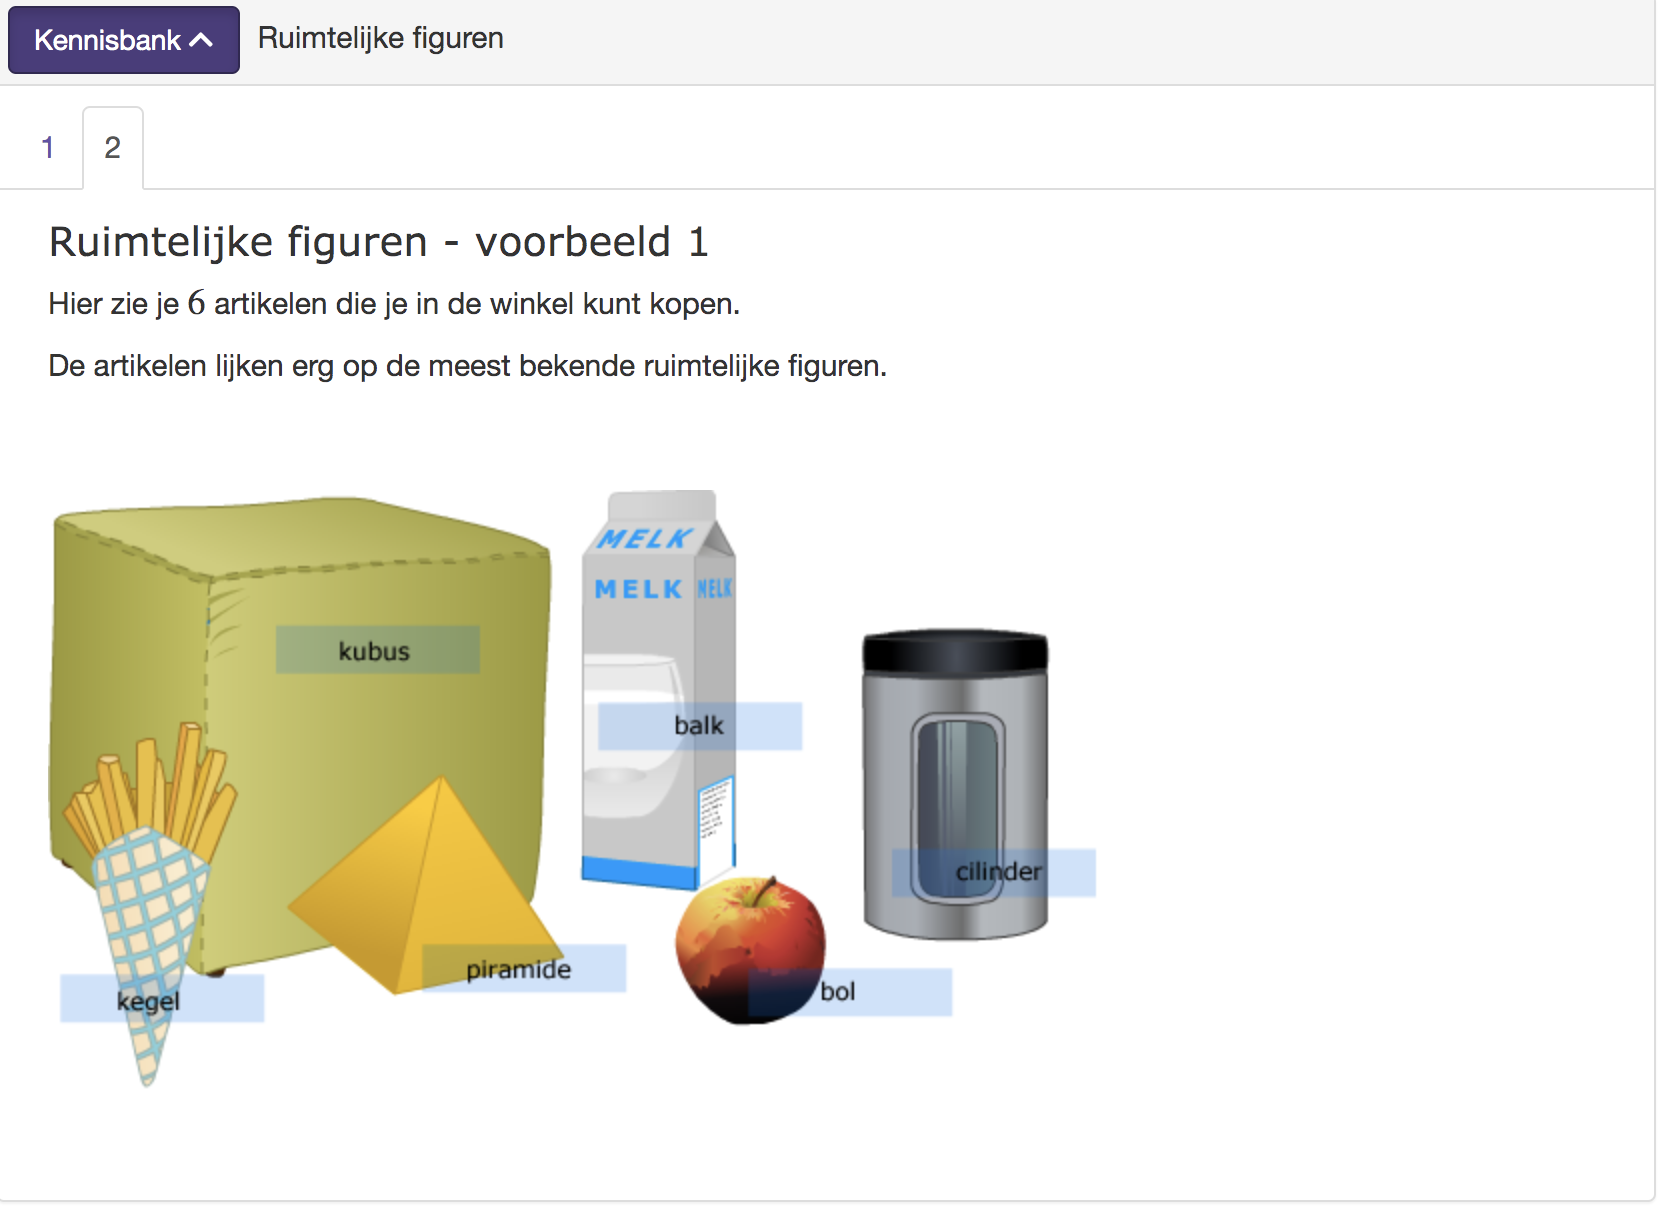 Kennisbank Ruimtelijke figuren
1 2
Ruimtelijke figuren - voorbeeld 1
Hier zie je 6 artikelen die je in de winkel kunt kopen.
De artikelen lijken erg op de meest bekende ruimtelijke figuren.
MELK
MELK MELK
kubus
balk
cilinder
piramide
bol
kegel